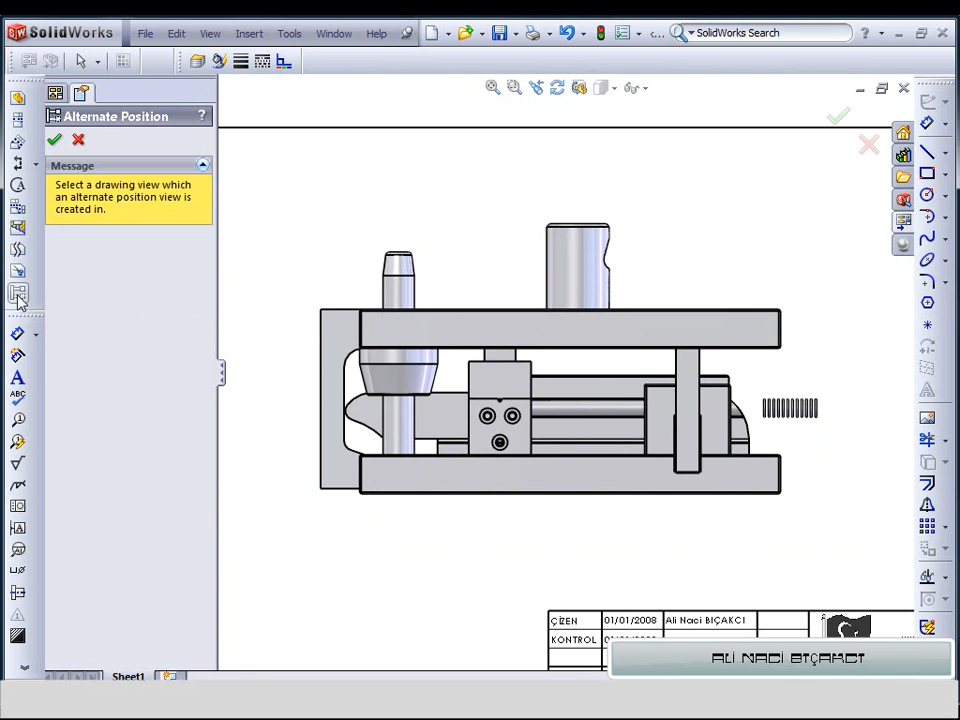 SolidWorks File Edit View Insert Tools Window Help SolidWorks Search
Alternate Position ?
Message
Select a drawing view which
an alternate position view is
created in.
ÇİZEN 01/01/2008 Ali Naci BIÇAKCI
KONTROL
ALİ NACİ BIÇAKCI
Sheet1